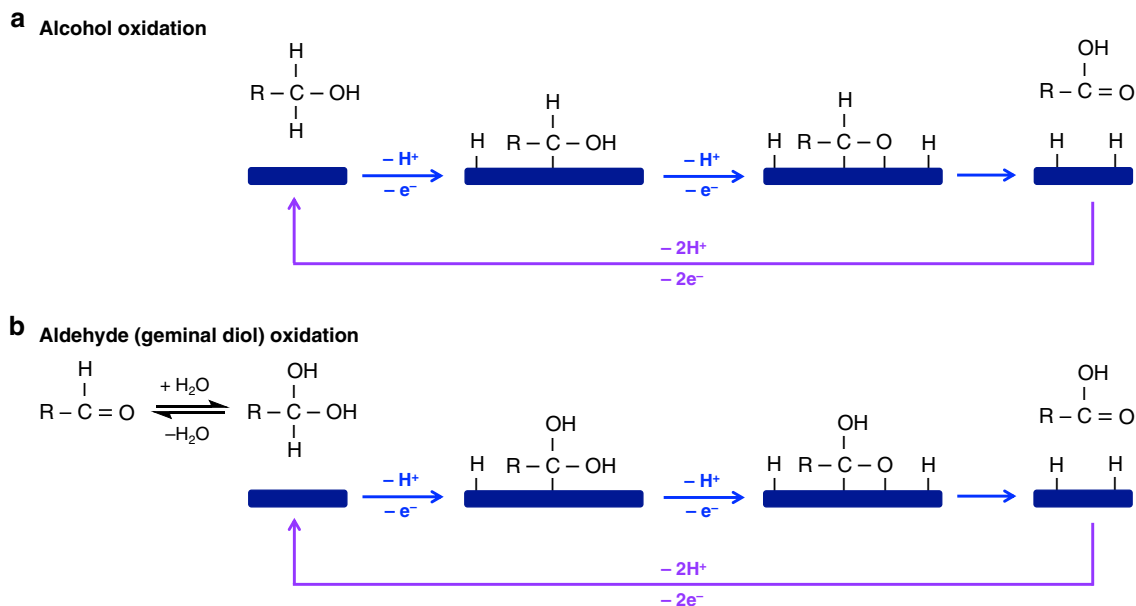 a Alcohol oxidation
H
R – C – OH
H
– H⁺
– e⁻
H
H R – C – OH
– H⁺
– e⁻
H
H R – C – O H
OH
R – C = O
H H
– 2H⁺
– 2e⁻
b Aldehyde (geminal diol) oxidation
H
R – C = O
+ H₂O
–H₂O
OH
R – C – OH
H
– H⁺
– e⁻
OH
H R – C – OH
– H⁺
– e⁻
OH
H R – C – O H
OH
R – C = O
H H
– 2H⁺
– 2e⁻